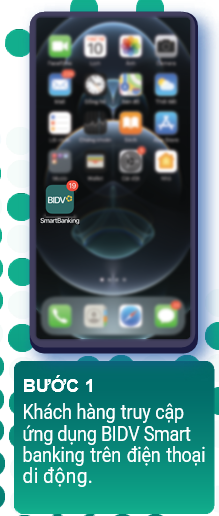 10
19
BIDV
SmartBanking
BƯỚC 1
Khách hàng truy cập
ứng dụng BIDV Smart
banking trên điện thoại
di động.